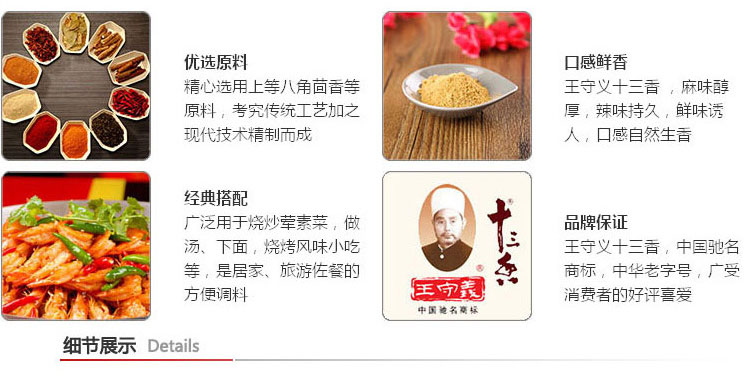 优选原料
精心选用上等八角茴香等
原料，考究传统工艺加之
现代技术精制而成
口感鲜香
王守义十三香 ，麻味醇
厚，辣味持久，鲜味诱
人，口感自然生香
经典搭配
广泛用于烧炒荤素菜，做
汤、下面，烧烤风味小吃
等，是居家、旅游佐餐的
方便调料
十三香
®
®
王守義
中国驰名商标
品牌保证
王守义十三香，中国驰名
商标，中华老字号，广受
消费者的好评喜爱
细节展示 Details